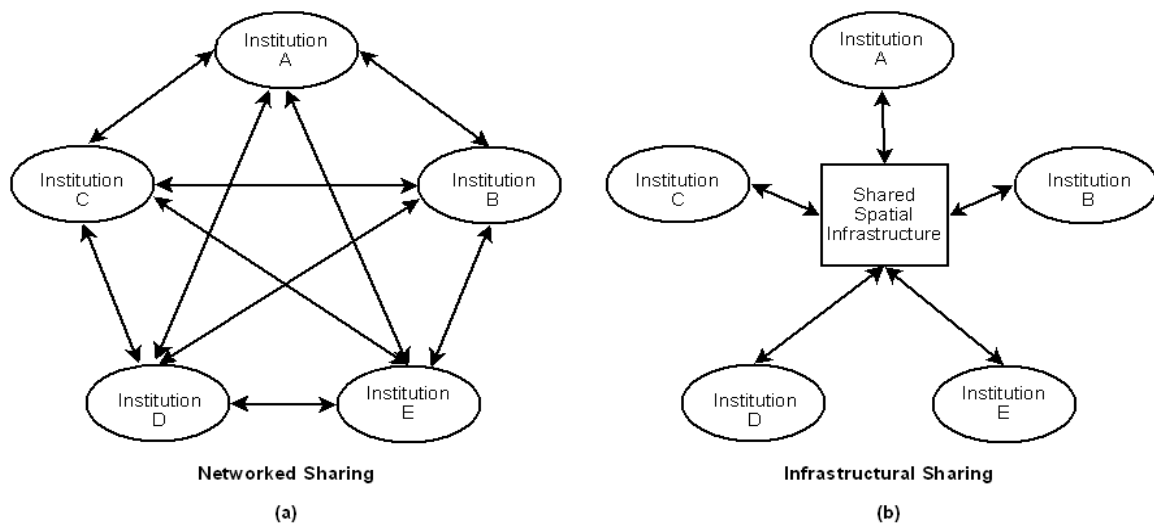 Institution
A
Institution
C
Institution
B
Institution
D
Institution
E
Networked Sharing
(a)
Institution
A
Institution
C
Shared
Spatial
Infrastructure
Institution
B
Institution
D
Institution
E
Infrastructural Sharing
(b)